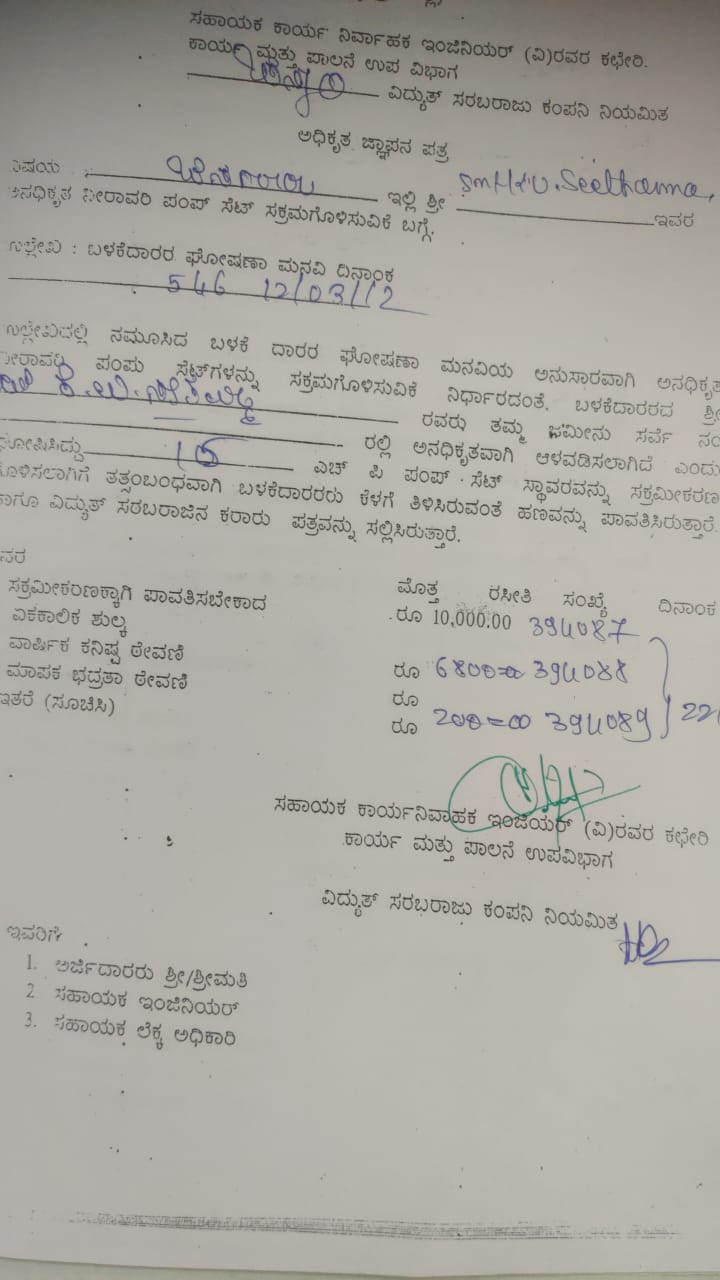 ಸಹಾಯಕ ಕಾರ್ಯ ನಿರ್ವಾಹಕ ಇಂಜಿನಿಯರ್ (ವಿ)ರವರ ಕಛೇರಿ.
ಕಾರ್ಯ ಮತ್ತು ಪಾಲನೆ ಉಪ ವಿಭಾಗ
ವಿದ್ಯುತ್ ಸರಬರಾಜು ಕಂಪನಿ ನಿಯಮಿತ
ಅಧಿಕೃತ ಜ್ಞಾಪನ ಪತ್ರ
ವಿಷಯ : ಇಲ್ಲಿ ಶ್ರೀ Smt. K.U. Seethamma, ಇವರ
ಅನಧಿಕೃತ ನೀರಾವರಿ ಪಂಪ್ ಸೆಟ್ ಸಕ್ರಮಗೊಳಿಸುವಿಕೆ ಬಗ್ಗೆ.
ಉಲ್ಲೇಖ : ಬಳಕೆದಾರರ ಘೋಷಣಾ ಮನವಿ ದಿನಾಂಕ
546 12/03/12
ಉಲ್ಲೇಖದಲ್ಲಿ ನಮೂಸಿದ ಬಳಕೆ ದಾರರ ಘೋಷಣಾ ಮನವಿಯ ಅನುಸಾರವಾಗಿ ಅನಧಿಕೃತ
ನೀರಾವರಿ ಪಂಪು ಸೆಟ್‌ಗಳನ್ನು ಸಕ್ರಮಗೊಳಿಸುವಿಕೆ ನಿರ್ಧಾರದಂತೆ, ಬಳಕೆದಾರರದ ಶ್ರೀ
ರವರು ತಮ್ಮ ಜಮೀನು ಸರ್ವೆ ನಂ
ರಲ್ಲಿ ಅನಧಿಕೃತವಾಗಿ ಆಳವಡಿಸಲಾಗಿದೆ ಎಂದು
ಘೋಷಿಸಿದ್ದು ಎಚ್ ಪಿ ಪಂಪ್ ಸೆಟ್ ಸ್ಥಾವರವನ್ನು ಸಕ್ರಮೀಕರಣ
ಗೊಳಿಸಲಾಗಿಗೆ ತತ್ಸಂಬಂಧವಾಗಿ ಬಳಕೆದಾರರರು ಕೆಳಗೆ ತಿಳಿಸಿರುವಂತೆ ಹಣವನ್ನು ಪಾವತಿಸಿರುತ್ತಾರೆ.
ಹಾಗೂ ವಿದ್ಯುತ್ ಸರಬರಾಜಿನ ಕರಾರು ಪತ್ರವನ್ನು ಸಲ್ಲಿಸಿರುತ್ತಾರೆ.
ಮೊತ್ತ ರಸೀತಿ ಸಂಖ್ಯೆ ದಿನಾಂಕ
ಸಕ್ರಮೀಕರಣಕ್ಕಾಗಿ ಪಾವತಿಸಬೇಕಾದ ರೂ 10,000.00 394087
ಏಕಕಾಲಿಕ ಶುಲ್ಕ
ವಾರ್ಷಿಕ ಕನಿಷ್ಟ ಠೇವಣಿ ರೂ 6800=00 394088
ಮಾಪಕ ಭದ್ರತಾ ಠೇವಣಿ ರೂ
ಇತರೆ (ಸೂಚಿಸಿ) ರೂ 200=00 394089
ಸಹಾಯಕ ಕಾರ್ಯನಿವಾಹಕ ಇಂಜಿಯರ್ (ವಿ)ರವರ ಕಛೇರಿ
ಕಾರ್ಯ ಮತ್ತು ಪಾಲನೆ ಉಪವಿಭಾಗ
ವಿದ್ಯುತ್ ಸರಬರಾಜು ಕಂಪನಿ ನಿಯಮಿತ
ಇವರಿಗೆ
1. ಅರ್ಜಿದಾರರು ಶ್ರೀ/ಶ್ರೀಮತಿ
2. ಸಹಾಯಕ ಇಂಜಿನಿಯರ್
3. ಸಹಾಯಕ ಲೆಕ್ಕ ಅಧಿಕಾರಿ